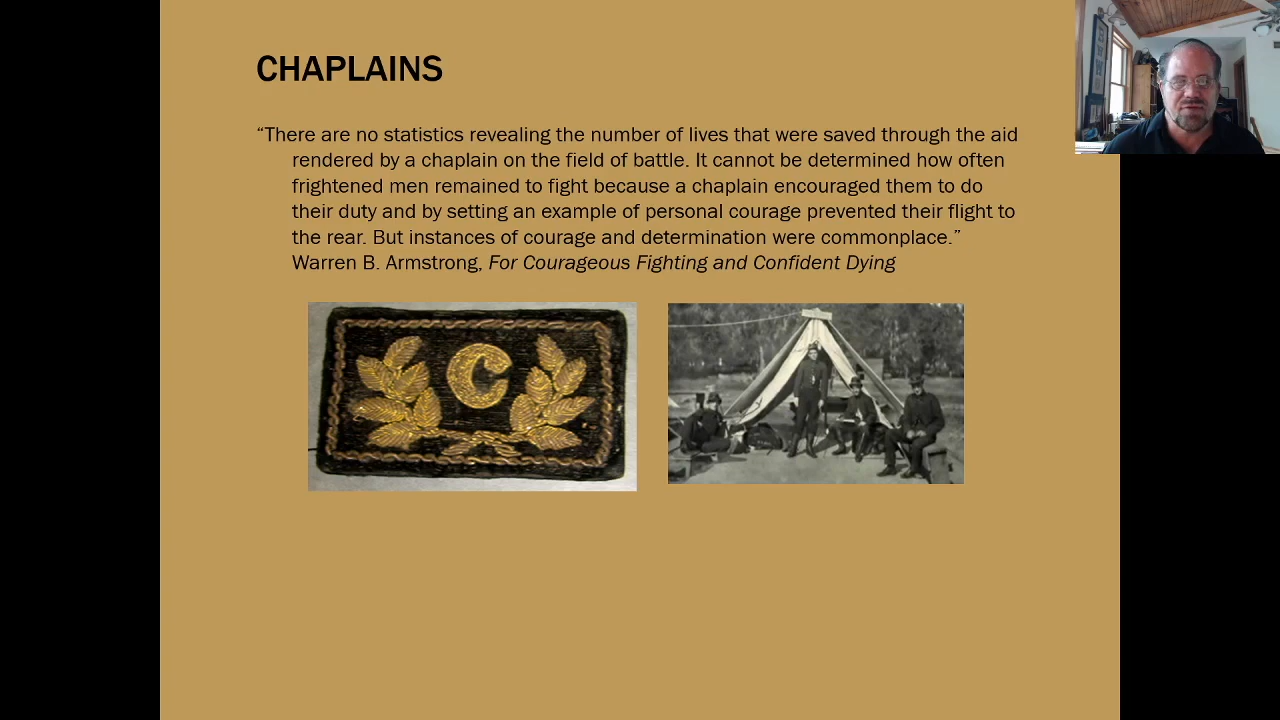 CHAPLAINS
“There are no statistics revealing the number of lives that were saved through the aid
rendered by a chaplain on the field of battle. It cannot be determined how often
frightened men remained to fight because a chaplain encouraged them to do
their duty and by setting an example of personal courage prevented their flight to
the rear. But instances of courage and determination were commonplace.”
Warren B. Armstrong, For Courageous Fighting and Confident Dying
C